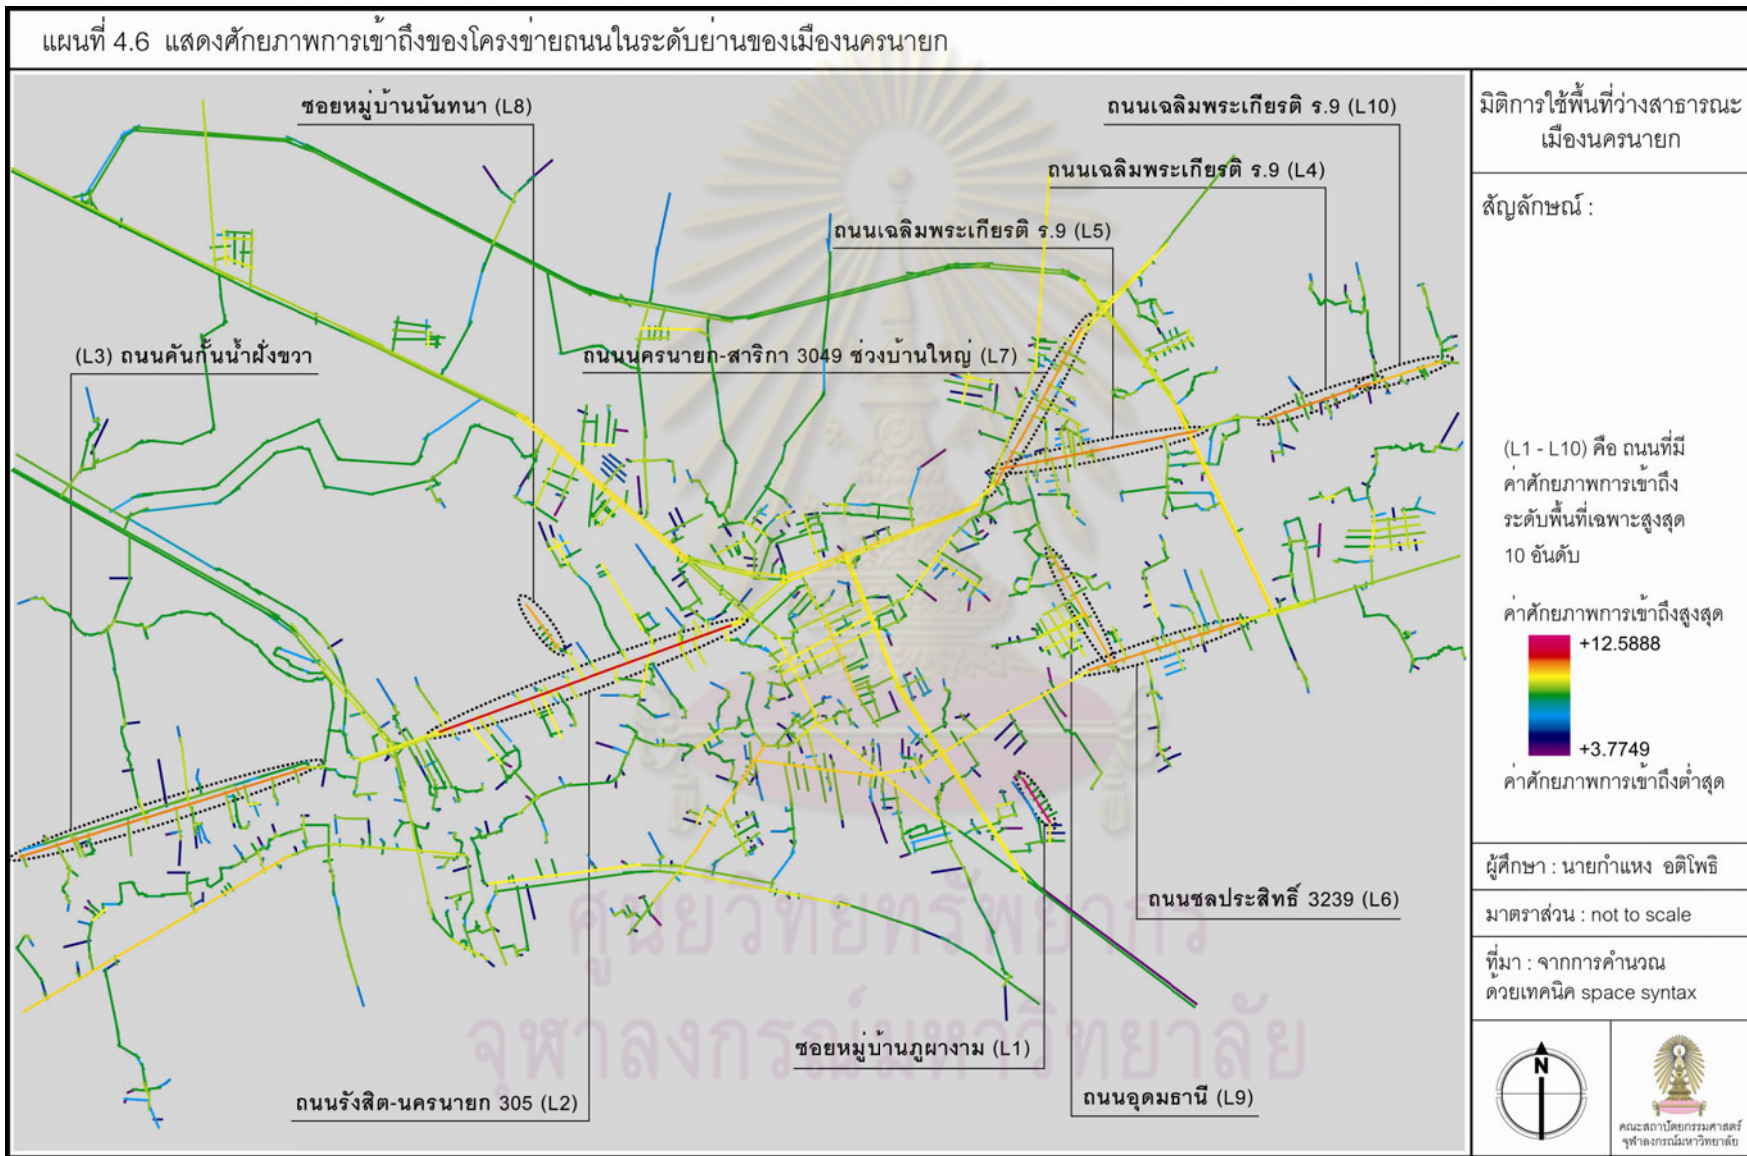 แผนที่ 4.6 แสดงศักยภาพการเข้าถึงของโครงข่ายถนนในระดับย่านของเมืองนครนายก
ซอยหมู่บ้านนันทนา (L8)
ถนนเฉลิมพระเกียรติ ร.9 (L10)
ถนนเฉลิมพระเกียรติ ร.9 (L4)
ถนนเฉลิมพระเกียรติ ร.9 (L5)
(L3) ถนนคันกั้นน้ำฝั่งขวา
ถนนนครนายก-สาริกา 3049 ช่วงบ้านใหญ่ (L7)
ถนนชลประสิทธิ์ 3239 (L6)
ซอยหมู่บ้านภูผางาม (L1)
ถนนรังสิต-นครนายก 305 (L2)
ถนนอุดมธานี (L9)
ศูนย์วิทยทรัพยากร
จุฬาลงกรณ์มหาวิทยาลัย
มิติการใช้พื้นที่ว่างสาธารณะ
เมืองนครนายก
สัญลักษณ์ :
(L1 - L10) คือ ถนนที่มี
ค่าศักยภาพการเข้าถึง
ระดับพื้นที่เฉพาะสูงสุด
10 อันดับ
ค่าศักยภาพการเข้าถึงสูงสุด
+12.5888
+3.7749
ค่าศักยภาพการเข้าถึงต่ำสุด
ผู้ศึกษา : นายกำแหง อติโพธิ
มาตราส่วน : not to scale
ที่มา : จากการคำนวณ
ด้วยเทคนิค space syntax
N
คณะสถาปัตยกรรมศาสตร์
จุฬาลงกรณ์มหาวิทยาลัย